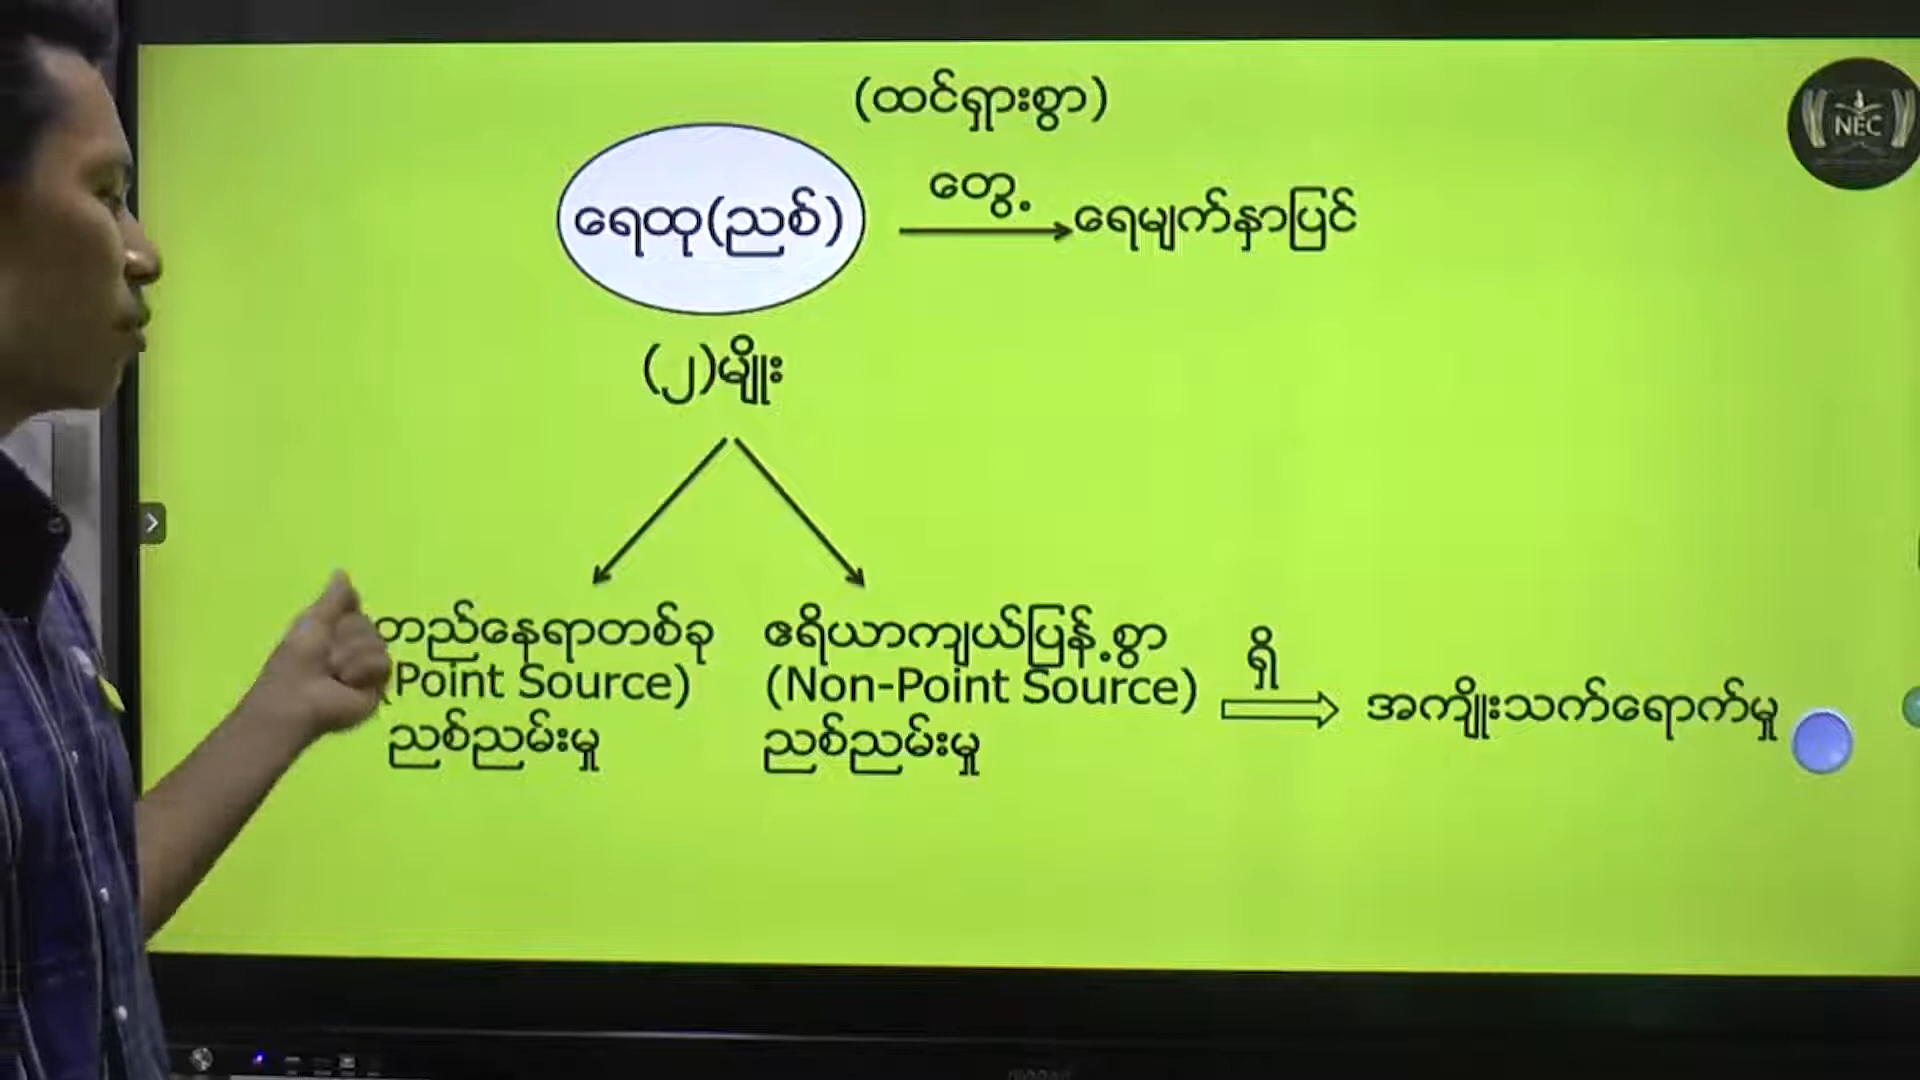 (ထင်ရှားစွာ)
ရေထု(ညစ်)
တွေ့
ရေမျက်နှာပြင်
(၂)မျိုး
တည်နေရာတစ်ခု
(Point Source)
ညစ်ညမ်းမှု
ဧရိယာကျယ်ပြန့်စွာ
(Non-Point Source)
ညစ်ညမ်းမှု
ရှိ
အကျိုးသက်ရောက်မှု
NEC